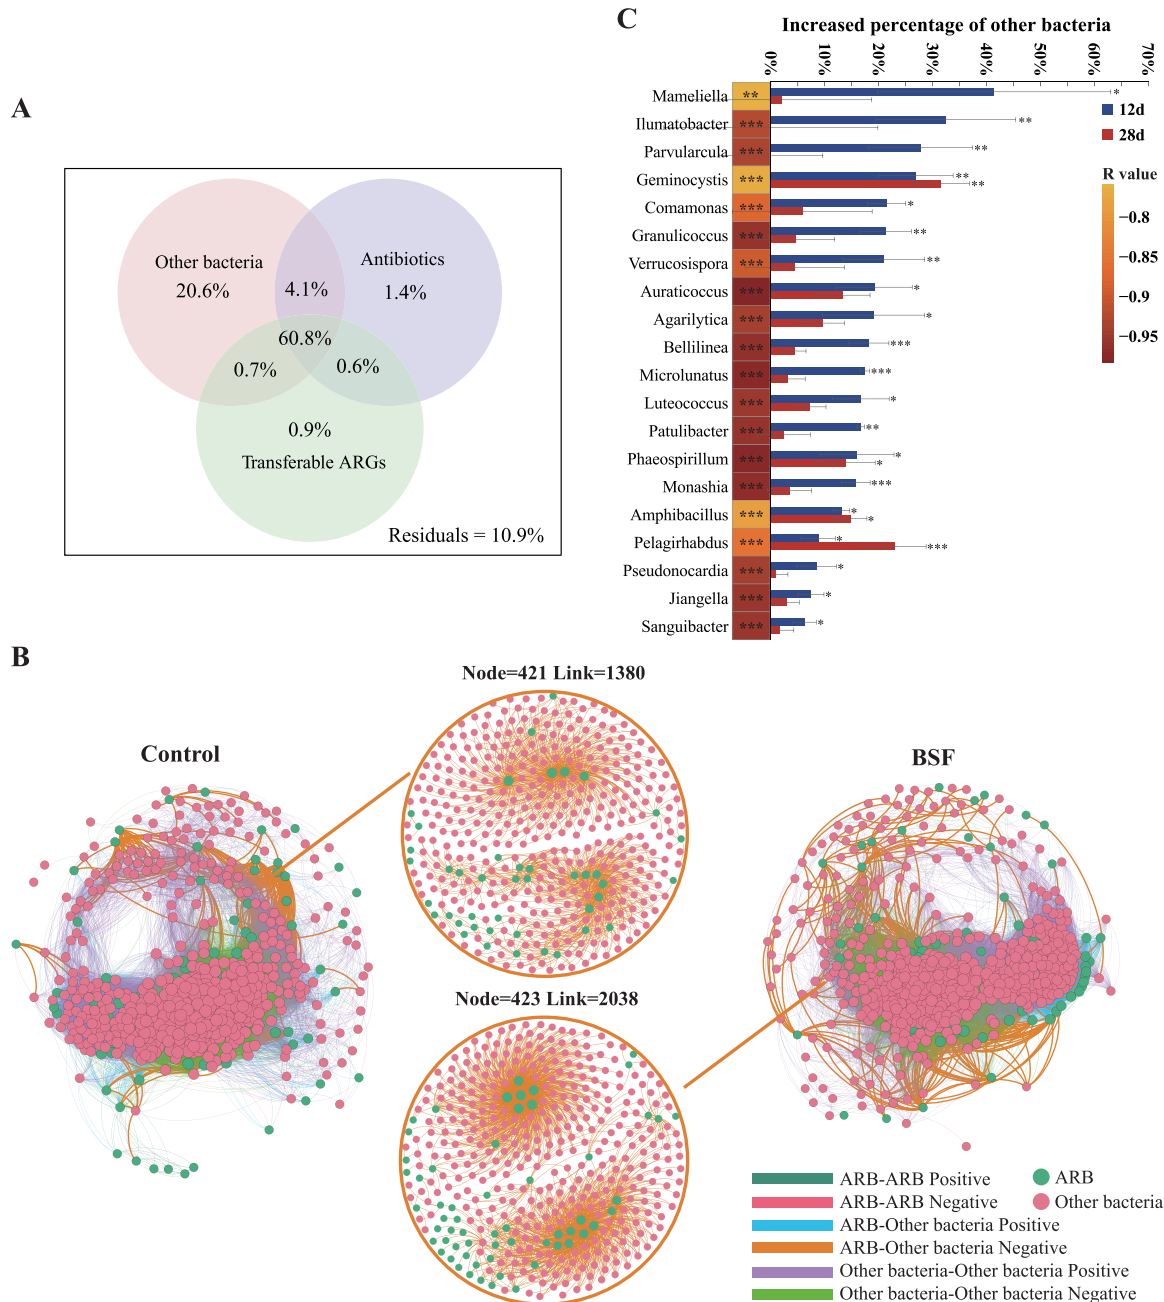 A
Other bacteria
20.6%
4.1%
Antibiotics
1.4%
60.8%
0.7%
0.6%
0.9%
Transferable ARGs
Residuals = 10.9%
C
Increased percentage of other bacteria
0% 10% 20% 30% 40% 50% 60% 70%
Mameliella ** *
Ilumatobacter *** **
Parvularcula *** **
Geminocystis *** ** **
Comamonas *** *
Granulicoccus *** **
Verrucosispora *** **
Auraticoccus *** *
Agarilytica *** *
Bellilinea *** ***
Microlunatus *** ***
Luteococcus *** *
Patulibacter *** **
Phaeospirillum *** * *
Monashia *** ***
Amphibacillus *** * *
Pelagirhabdus *** * ***
Pseudonocardia *** *
Jiangella *** *
Sanguibacter *** *
12d
28d
R value
−0.8
−0.85
−0.9
−0.95
B
Control
Node=421 Link=1380
Node=423 Link=2038
BSF
ARB-ARB Positive
ARB-ARB Negative
ARB-Other bacteria Positive
ARB-Other bacteria Negative
Other bacteria-Other bacteria Positive
Other bacteria-Other bacteria Negative
ARB
Other bacteria